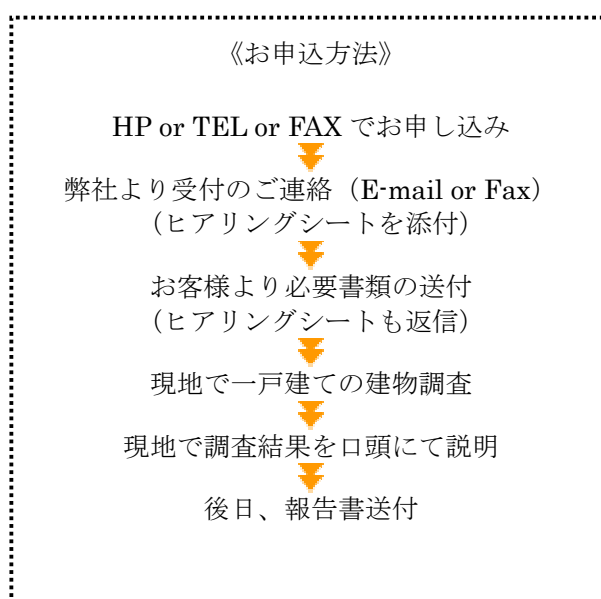 《お申込方法》
HP or TEL or FAX でお申し込み
弊社より受付のご連絡（E-mail or Fax）
（ヒアリングシートを添付）
お客様より必要書類の送付
（ヒアリングシートも返信）
現地で一戸建ての建物調査
現地で調査結果を口頭にて説明
後日、報告書送付